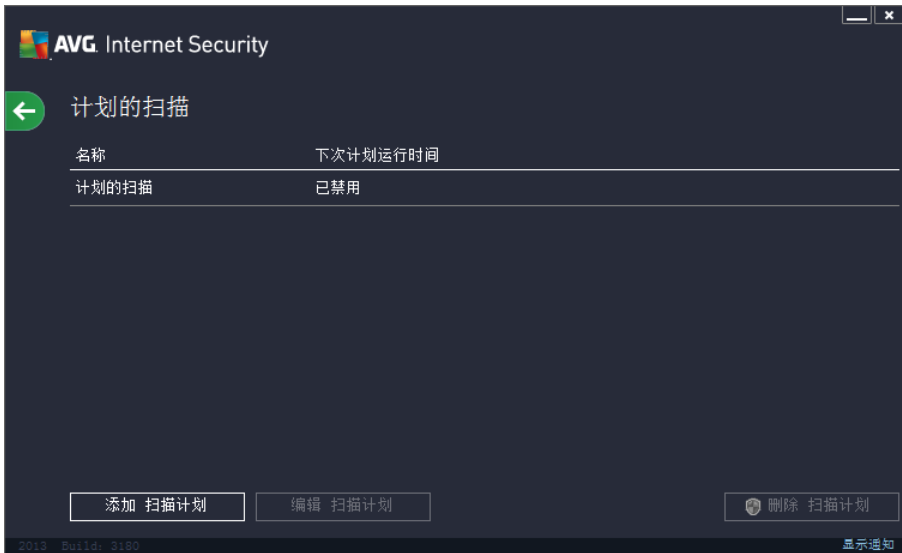 AVG. Internet Security
计划的扫描
名称 下次计划运行时间
计划的扫描 已禁用
添加 扫描计划 编辑 扫描计划 删除 扫描计划
2013 Build: 3180 显示通知